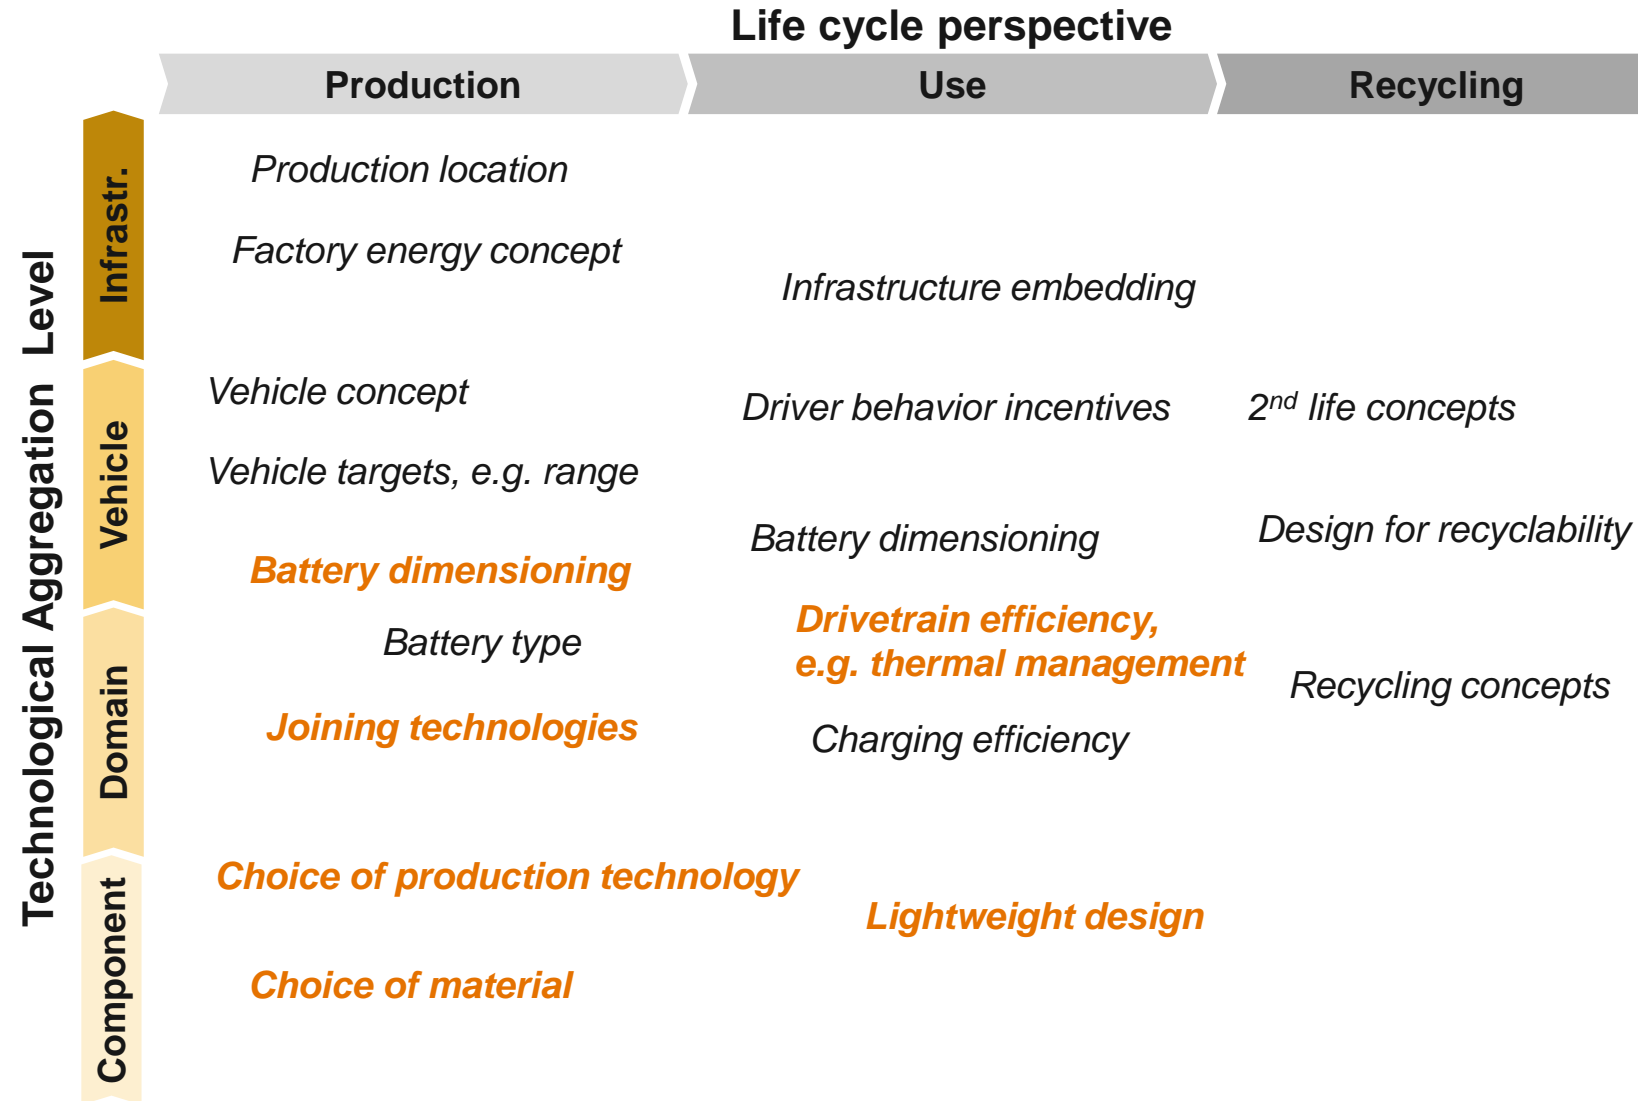 Life cycle perspective
Production
Use
Recycling
Technological Aggregation Level
Infrastr.
Production location
Factory energy concept
Infrastructure embedding
Vehicle
Vehicle concept
Driver behavior incentives
2nd life concepts
Vehicle targets, e.g. range
Battery dimensioning
Design for recyclability
Battery dimensioning
Domain
Drivetrain efficiency,
e.g. thermal management
Battery type
Recycling concepts
Joining technologies
Charging efficiency
Component
Choice of production technology
Lightweight design
Choice of material